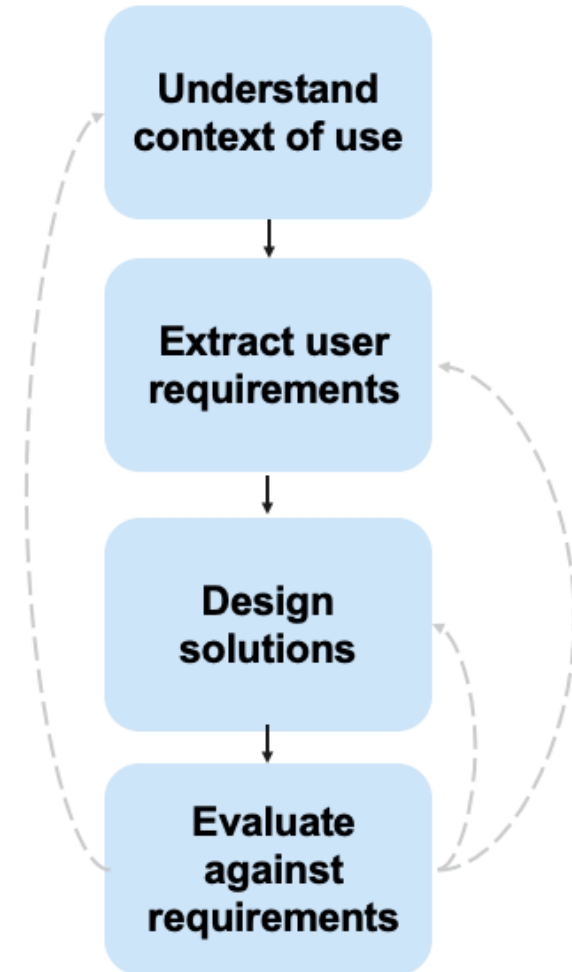 Understand
context of use
Extract user
requirements
Design
solutions
Evaluate
against
requirements